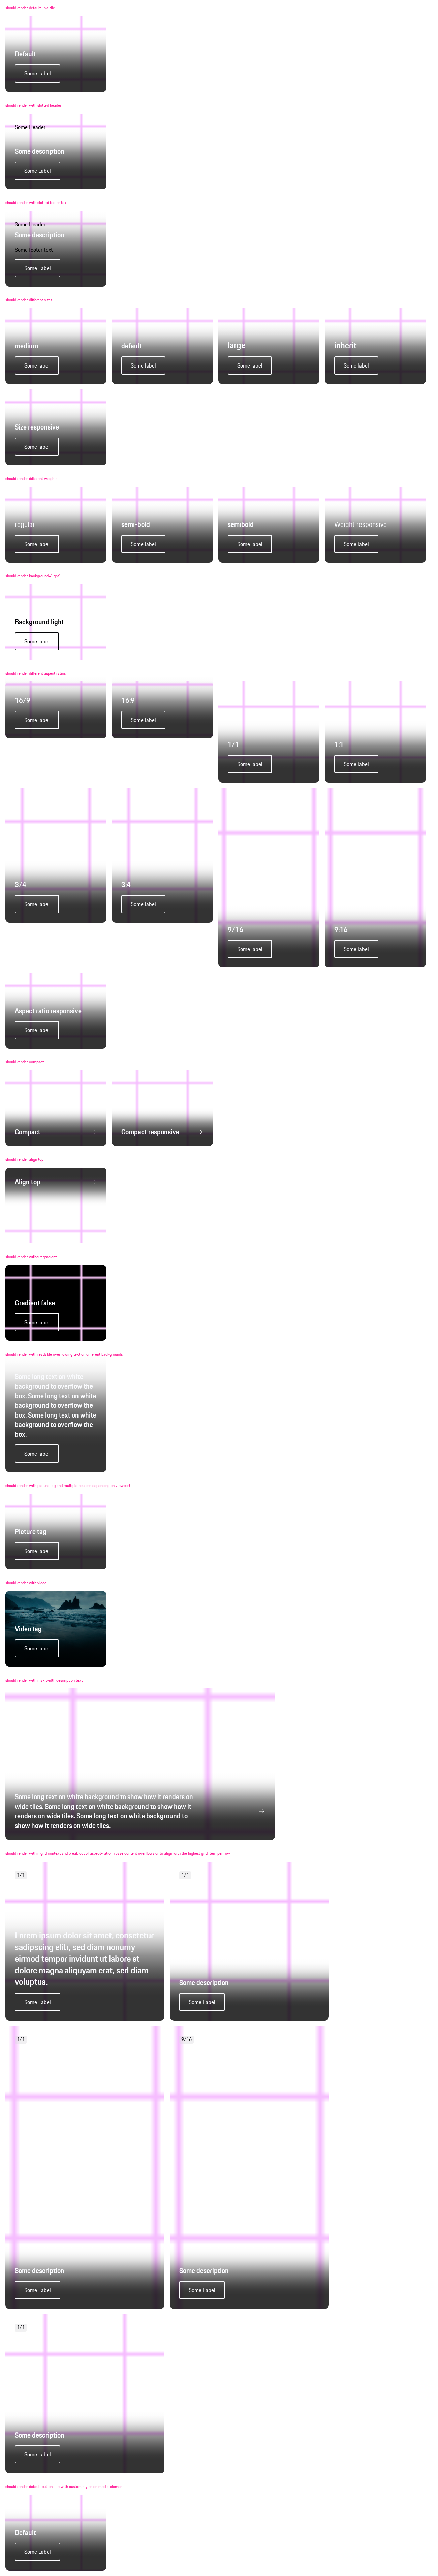 should render default link-tile
Default
Some Label
should render with slotted header
Some Header
Some description
Some Label
should render with slotted footer text
Some Header
Some description
Some footer text
Some Label
should render different sizes
medium
default
large
inherit
Some label
Some label
Some label
Some label
Size responsive
Some label
should render different weights
regular
semi-bold
semibold
Weight responsive
Some label
Some label
Some label
Some label
should render background-light
Background light
Some label
should render different aspect ratios
16/9
16:9
Some label
Some label
1/1
1:1
Some label
Some label
3/4
3:4
Some label
Some label
9/16
9:16
Some label
Some label
Aspect ratio responsive
Some label
should render compact
Compact
Compact responsive
should render align top
Align top
should render without gradient
Gradient false
Some label
should render with readable overflowing text on different backgrounds
Some long text on white
background to overflow the
box. Some long text on white
background to overflow the
box. Some long text on white
background to overflow the
box.
Some label
should render with picture tag and multiple sources depending on viewport
Picture tag
Some label
should render with video
Video tag
Some label
should render with max width description text
Some long text on white background to show how it renders on
wide tiles. Some long text on white background to show how it
renders on wide tiles. Some long text on white background to
show how it renders on wide tiles.
should render within grid context and break out of aspect ratio in case content overflows or to align with the highest grid item per row
1/1
1/1
Lorem ipsum dolor sit amet, consetetur
sadipscing elitr, sed diam nonumy
eirmod tempor invidunt ut labore et
dolore magna aliquyam erat, sed diam
voluptua.
Some Label
Some description
Some Label
1/1
9/16
Some description
Some description
Some Label
Some Label
1/1
Some description
Some Label
should render default button-tile with custom styles on media element
Default
Some Label